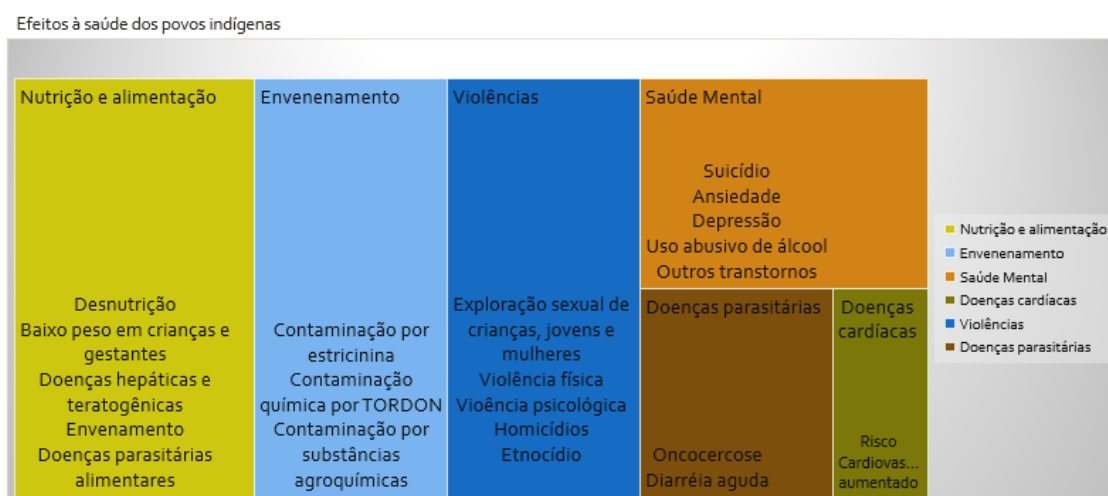 Efeitos à saúde dos povos indígenas
Nutrição e alimentação
Desnutrição
Baixo peso em crianças e
gestantes
Doenças hepáticas e
teratogênicas
Envenamento
Doenças parasitárias
alimentares
Envenenamento
Contaminação por
estricinina
Contaminação
química por TORDON
Contaminação por
substâncias
agroquímicas
Violências
Exploração sexual de
crianças, jovens e
mulheres
Violência física
Vioência psicológica
Homicídios
Etnocídio
Saúde Mental
Suicídio
Ansiedade
Depressão
Uso abusivo de álcool
Outros transtornos
Doenças parasitárias
Oncocercose
Diarréia aguda
Doenças
cardíacas
Risco
Cardiovas...
aumentado
Nutrição e alimentação
Envenenamento
Saúde Mental
Doenças cardíacas
Violências
Doenças parasitárias